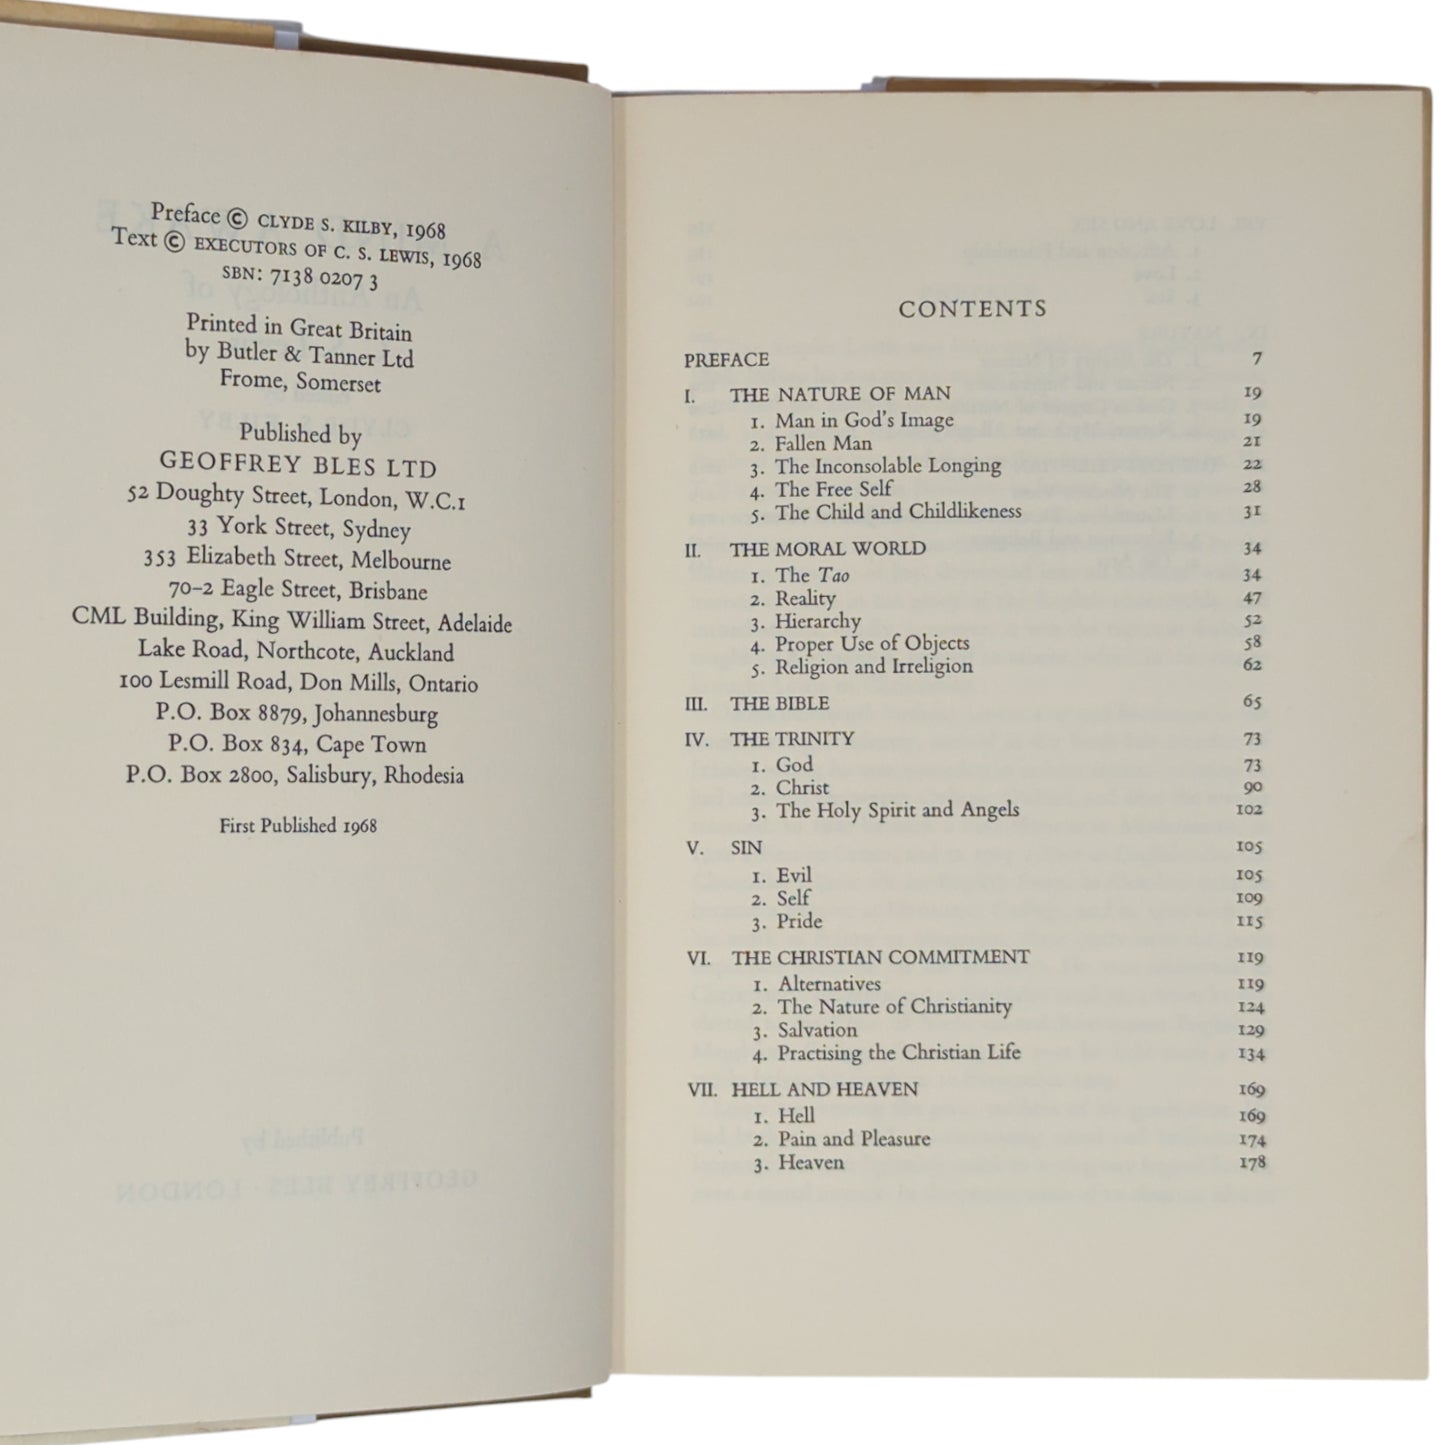 Preface © CLYDE S. KILBY, 1968
Text © EXECUTORS OF C. S. LEWIS, 1968
SBN: 7138 0207 3
Printed in Great Britain
by Butler & Tanner Ltd
Frome, Somerset
Published by
GEOFFREY BLES LTD
52 Doughty Street, London, W.C.1
33 York Street, Sydney
353 Elizabeth Street, Melbourne
70–2 Eagle Street, Brisbane
CML Building, King William Street, Adelaide
Lake Road, Northcote, Auckland
100 Lesmill Road, Don Mills, Ontario
P.O. Box 8879, Johannesburg
P.O. Box 834, Cape Town
P.O. Box 2800, Salisbury, Rhodesia
First Published 1968
CONTENTS
PREFACE 7
I. THE NATURE OF MAN 19
1. Man in God's Image 19
2. Fallen Man 21
3. The Inconsolable Longing 22
4. The Free Self 28
5. The Child and Childlikeness 31
II. THE MORAL WORLD 34
1. The Tao 34
2. Reality 47
3. Hierarchy 52
4. Proper Use of Objects 58
5. Religion and Irreligion 62
III. THE BIBLE 65
IV. THE TRINITY 73
1. God 73
2. Christ 90
3. The Holy Spirit and Angels 102
V. SIN 105
1. Evil 105
2. Self 109
3. Pride 115
VI. THE CHRISTIAN COMMITMENT 119
1. Alternatives 119
2. The Nature of Christianity 124
3. Salvation 129
4. Practising the Christian Life 134
VII. HELL AND HEAVEN 169
1. Hell 169
2. Pain and Pleasure 174
3. Heaven 178